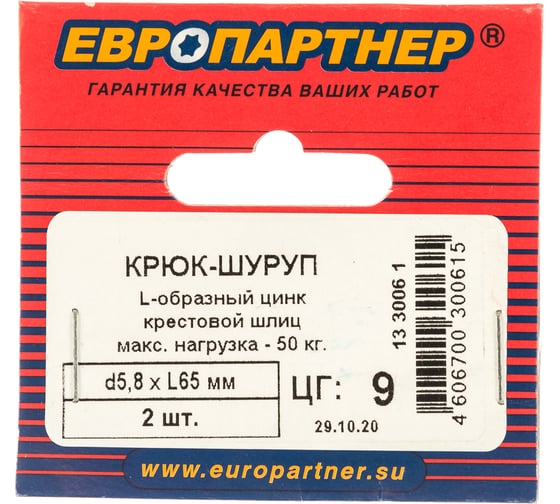 ЕВРОПАРТНЕР®
ГАРАНТИЯ КАЧЕСТВА ВАШИХ РАБОТ
КРЮК-ШУРУП
L-образный цинк
крестовой шлиц
макс. нагрузка - 50 кг.
d5,8 x L65 мм
2 шт.
ЦГ: 9
29.10.20
13 3006 1
4 606700 300615
www.europartner.su